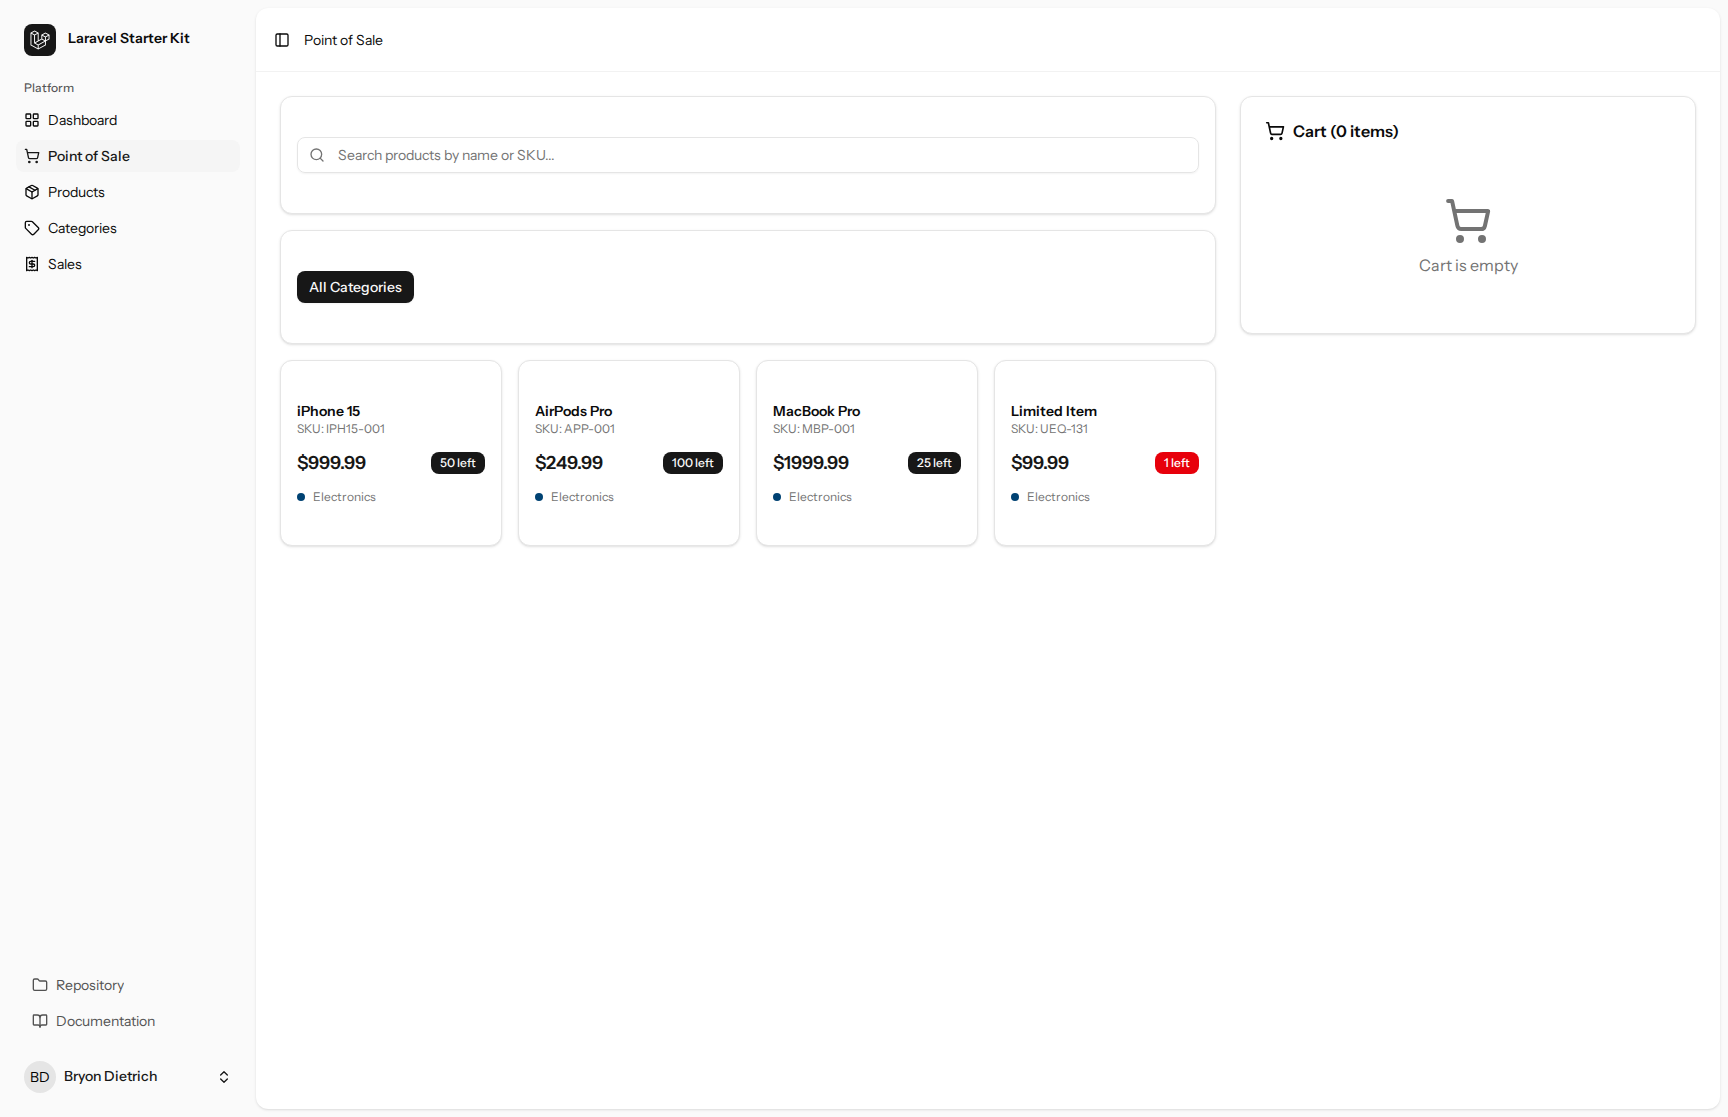 Laravel Starter Kit
Platform
Dashboard
Point of Sale
Products
Categories
Sales
Repository
Documentation
BD
Bryon Dietrich
Point of Sale
Search products by name or SKU...
All Categories
iPhone 15
SKU: IPH15-001
$999.99
50 left
Electronics
AirPods Pro
SKU: APP-001
$249.99
100 left
Electronics
MacBook Pro
SKU: MBP-001
$1999.99
25 left
Electronics
Limited Item
SKU: UEQ-131
$99.99
1 left
Electronics
Cart (0 items)
Cart is empty